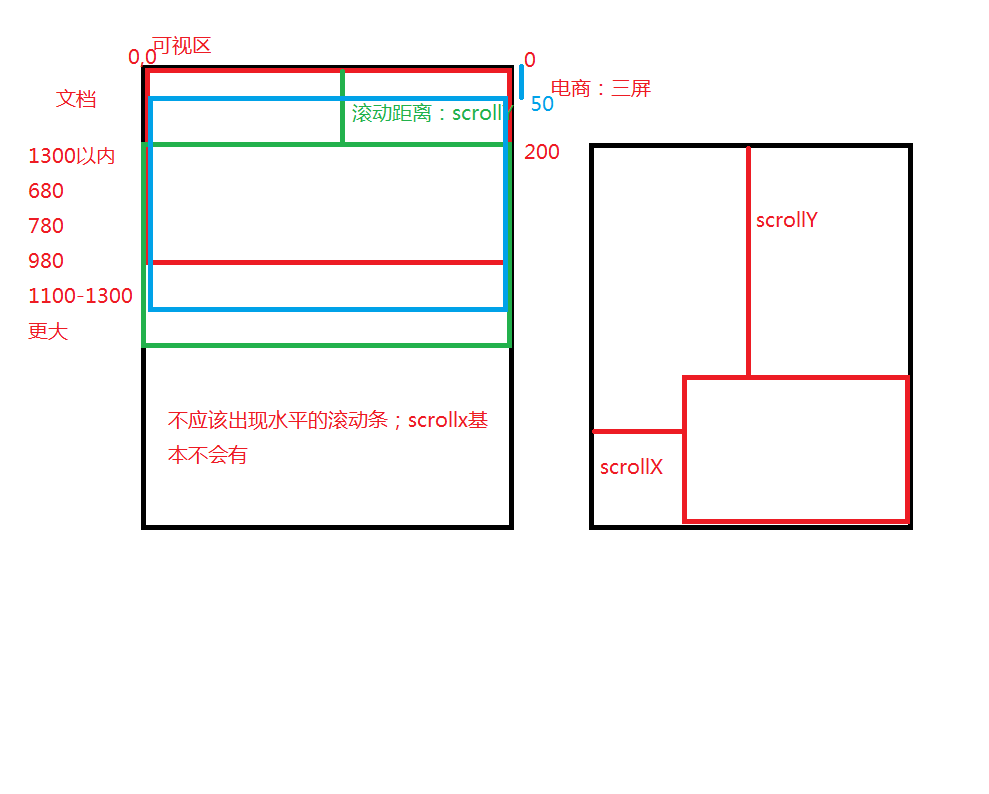 可视区
0,0
0
文档
电商：三屏
50
滚动距离：scrollY
1300以内
200
680
780
scrollY
980
1100-1300
更大
不应该出现水平的滚动条；scrollx基
本不会有
scrollX